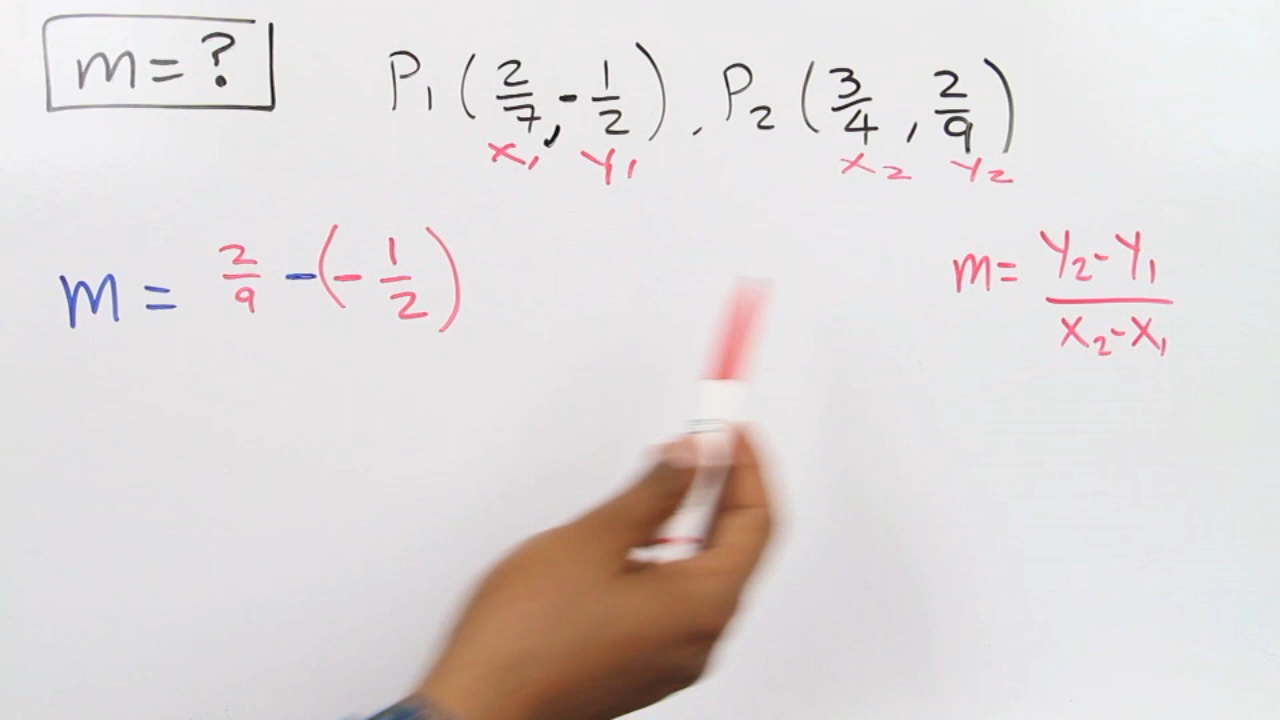 m = ?
P₁ (2/7, -1/2), P₂ (3/4, 2/9)
x₁ y₁ x₂ y₂
m = 2/9 - (- 1/2)
m = y₂ - y₁ / x₂ - x₁